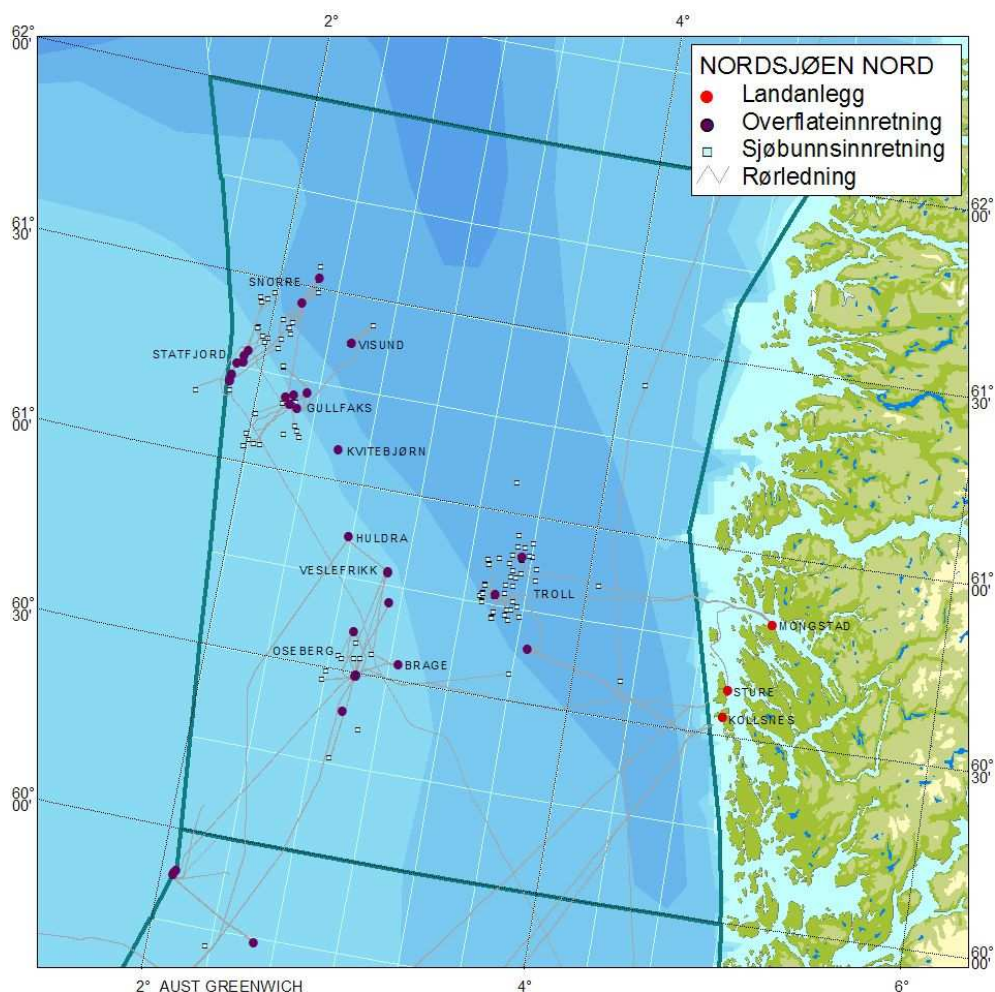 2°
4°
62°
00'
NORDSJØEN NORD
Landanlegg
Overflateinnretning
Sjøbunnsinnretning
Rørledning
62°
00'
61°
30'
SNORRE
STATFJORD
VISUND
GULLFAKS
61°
30'
61°
00'
KVITEBJØRN
HULDRA
VESLEFRIKK
TROLL
61°
00'
60°
30'
MONGSTAD
OSEBERG
BRAGE
STURE
KOLLSNES
60°
30'
60°
00'
60°
00'
2° AUST GREENWICH
4°
6°